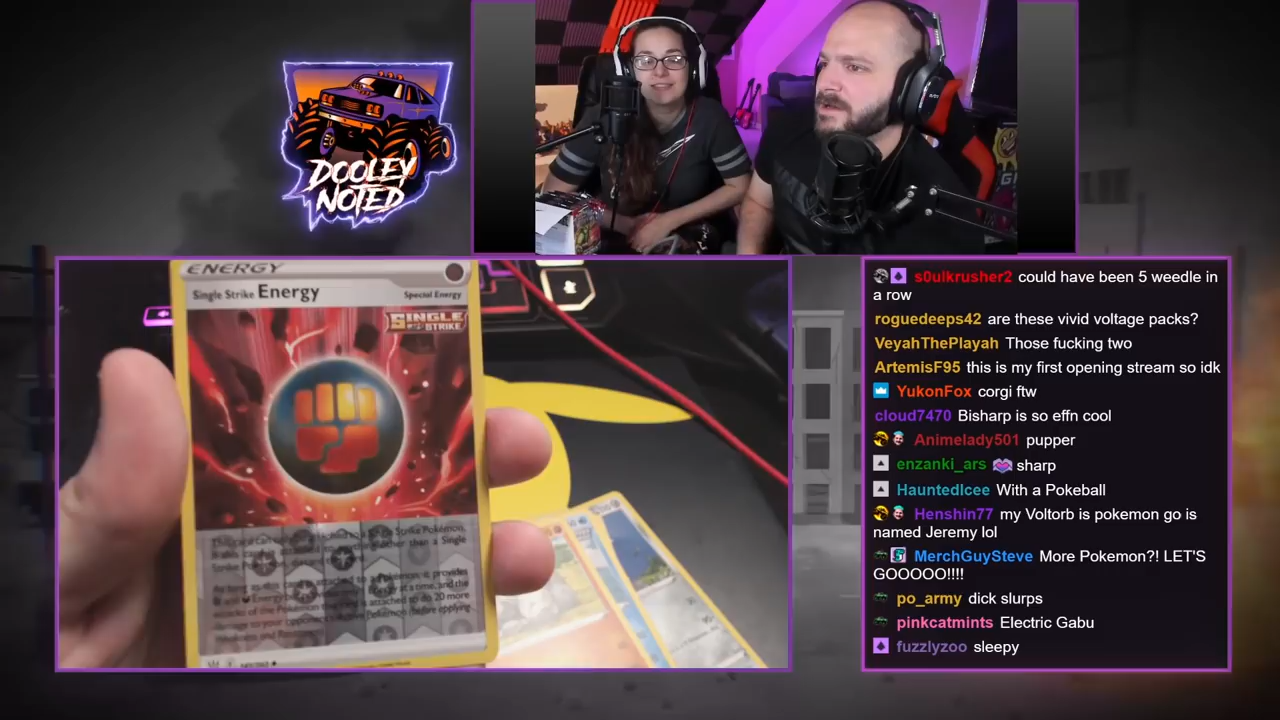 DOOLEY
NOTED
ENERGY
Single Strike Energy
Special Energy
SINGLE
STRIKE
s0ulkrusher2 could have been 5 weedle in
a row
roguedeeps42 are these vivid voltage packs?
VeyahThePlayah Those fucking two
ArtemisF95 this is my first opening stream so idk
YukonFox corgi ftw
cloud7470 Bisharp is so effn cool
Animelady501 pupper
enzanki_ars sharp
HauntedIcee With a Pokeball
Henshin77 my Voltorb is pokemon go is
named Jeremy lol
MerchGuySteve More Pokemon?! LET'S
GOOOOO!!!!
po_army dick slurps
pinkcatmints Electric Gabu
fuzzlyzoo sleepy